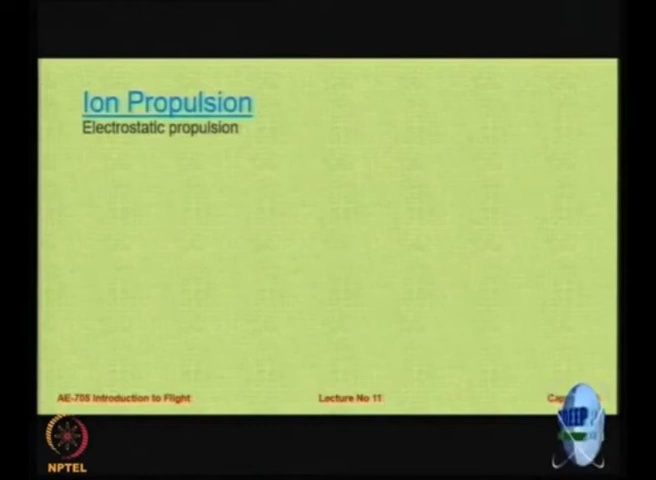 Ion Propulsion
Electrostatic propulsion
AE-705 Introduction to Flight
Lecture No 11
NPTEL